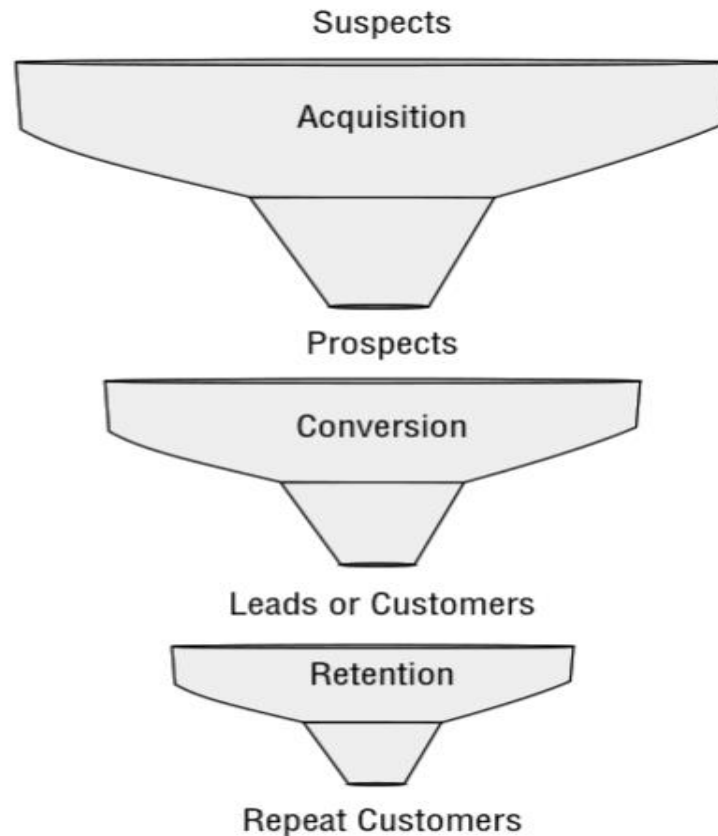 Suspects
Acquisition
Prospects
Conversion
Leads or Customers
Retention
Repeat Customers